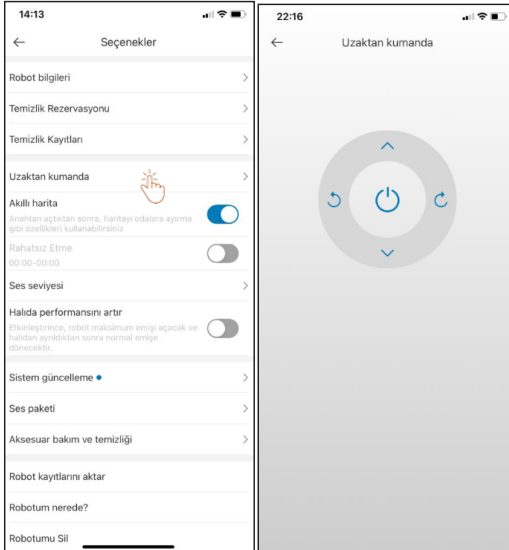 14:13
Seçenekler
Robot bilgileri
Temizlik Rezervasyonu
Temizlik Kayıtları
Uzaktan kumanda
Akıllı harita
Anahtarı açtıktan sonra, haritayı odalara ayırma
gibi özellikleri kullanabilirsiniz
Rahatsız Etme
00:00-00:00
Ses seviyesi
Halıda performansını artır
Etkinleştirince, robot maksimum emişi açacak ve
halıdan ayrıldıktan sonra normal emişe
dönecektir.
Sistem güncelleme
Ses paketi
Aksesuar bakım ve temizliği
Robot kayıtlarını aktar
Robotum nerede?
Robotumu Sil
22:16
Uzaktan kumanda